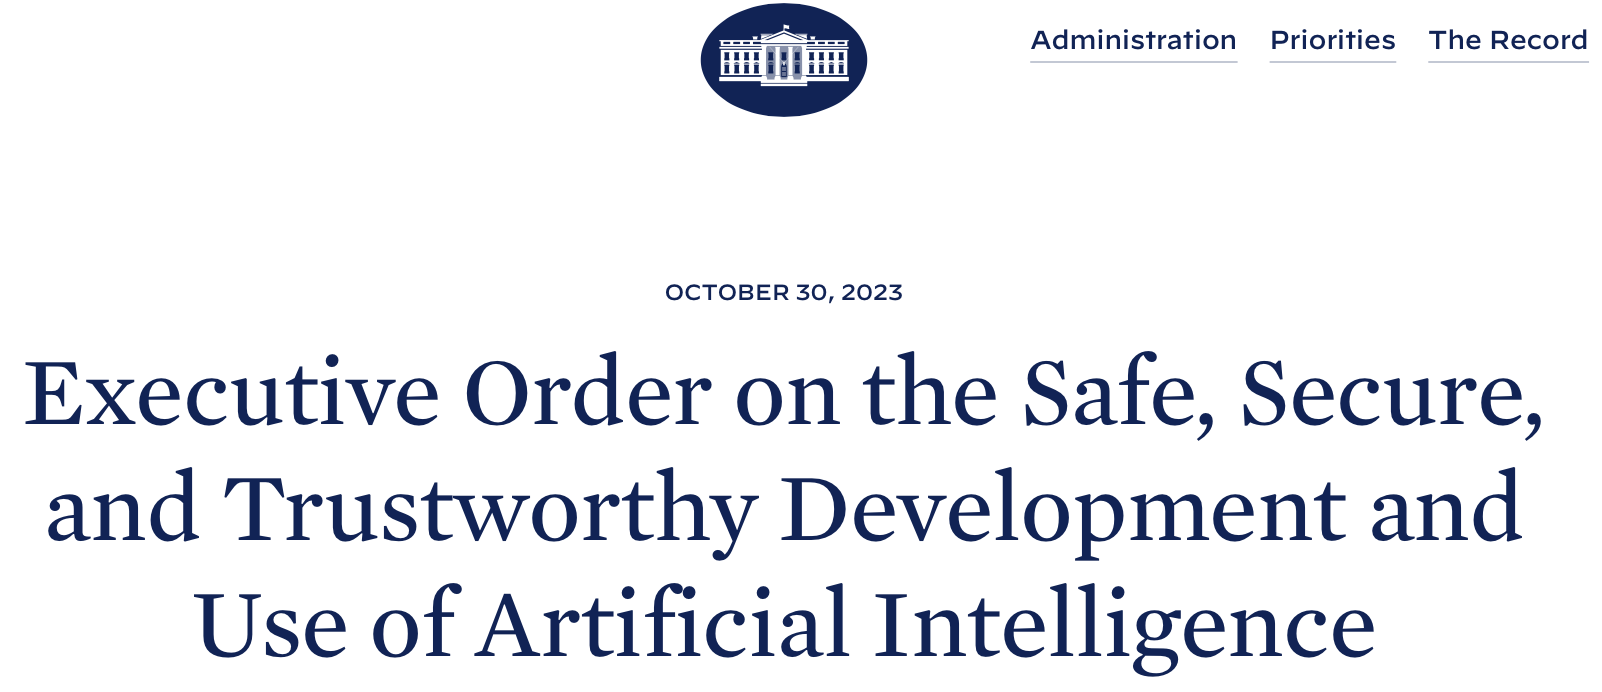 Administration Priorities The Record
OCTOBER 30, 2023
Executive Order on the Safe, Secure,
and Trustworthy Development and
Use of Artificial Intelligence